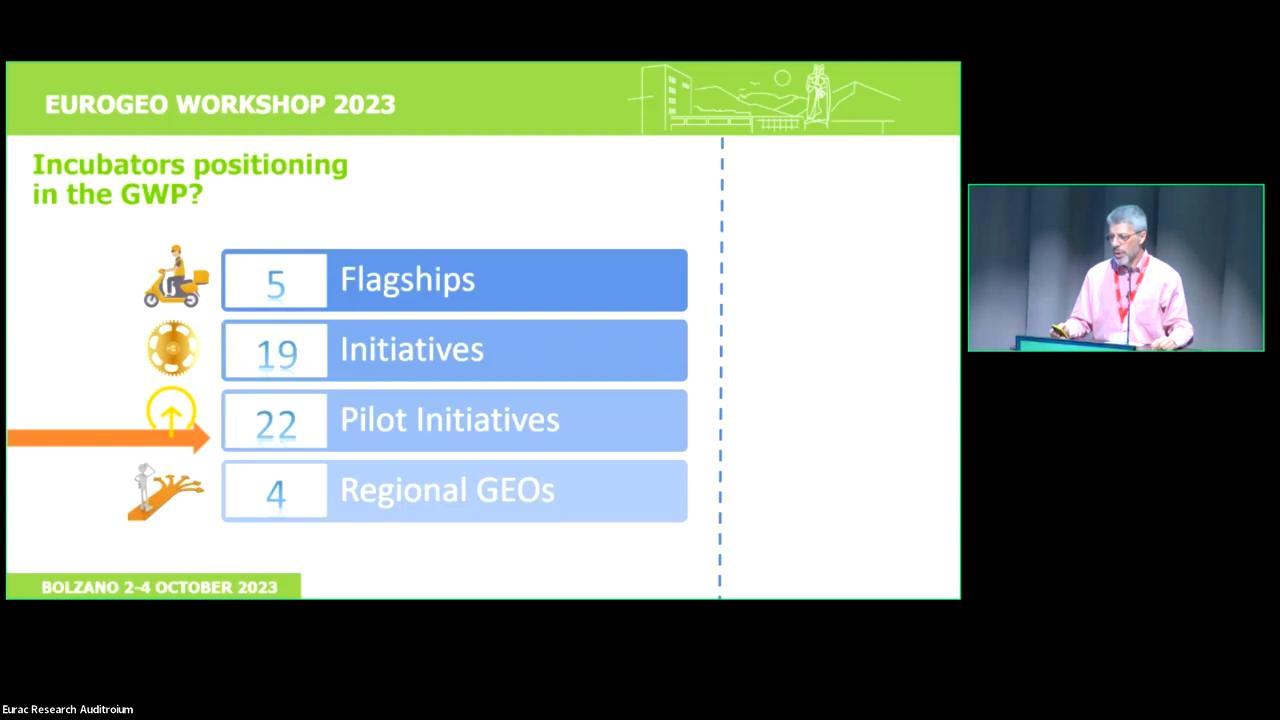 EUROGEO WORKSHOP 2023
Incubators positioning
in the GWP?
5 Flagships
19 Initiatives
22 Pilot Initiatives
4 Regional GEOs
BOLZANO 2-4 OCTOBER 2023
Eurac Research Auditroium